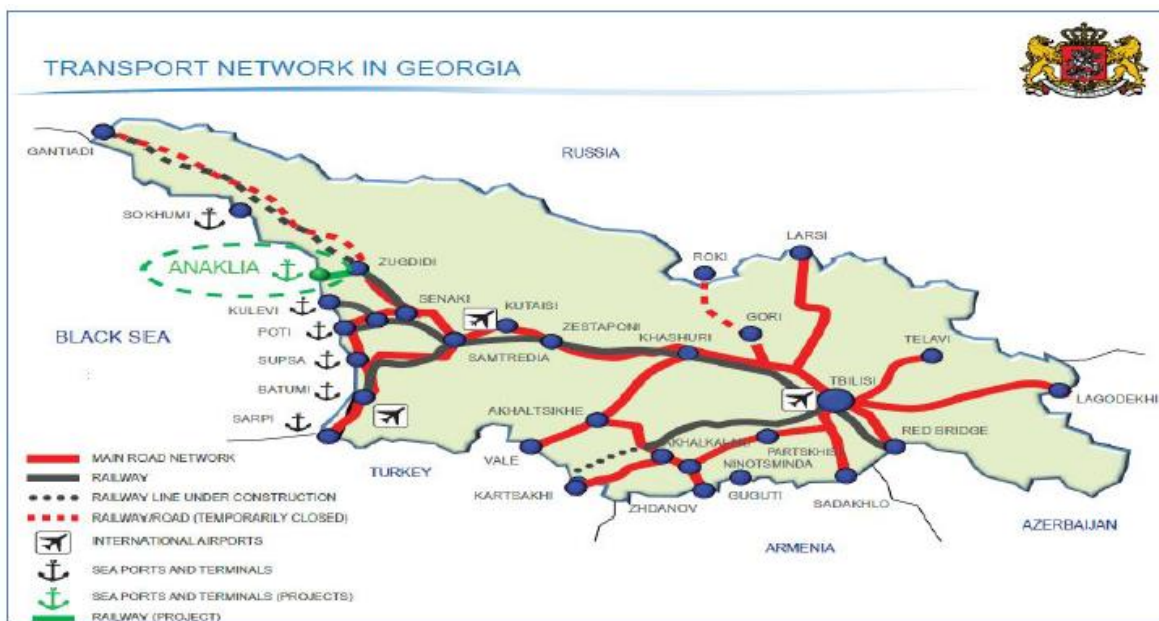 TRANSPORT NETWORK IN GEORGIA
GANTIADI
RUSSIA
SOKHUMI
LARSI
ROKI
ANAKLIA
ZUGDIDI
KULEVI
SENAKI
KUTAISI
GORI
BLACK SEA
POTI
ZESTAPONI
KHASHURI
TELAVI
SUPSA
SAMTREDIA
TBILISI
BATUMI
LAGODEKHI
SARPI
AKHALTSIKHE
RED BRIDGE
AKHALKALAKI
PARTSKHISI
VALE
NINOTSMINDA
TURKEY
KARTSAKHI
GUGUTI
ZHDANOV
SADAKHLO
AZERBAIJAN
ARMENIA
MAIN ROAD NETWORK
RAILWAY
RAILWAY LINE UNDER CONSTRUCTION
RAILWAY/ROAD (TEMPORARILY CLOSED)
INTERNATIONAL AIRPORTS
SEA PORTS AND TERMINALS
SEA PORTS AND TERMINALS (PROJECTS)
RAILWAY (PROJECT)